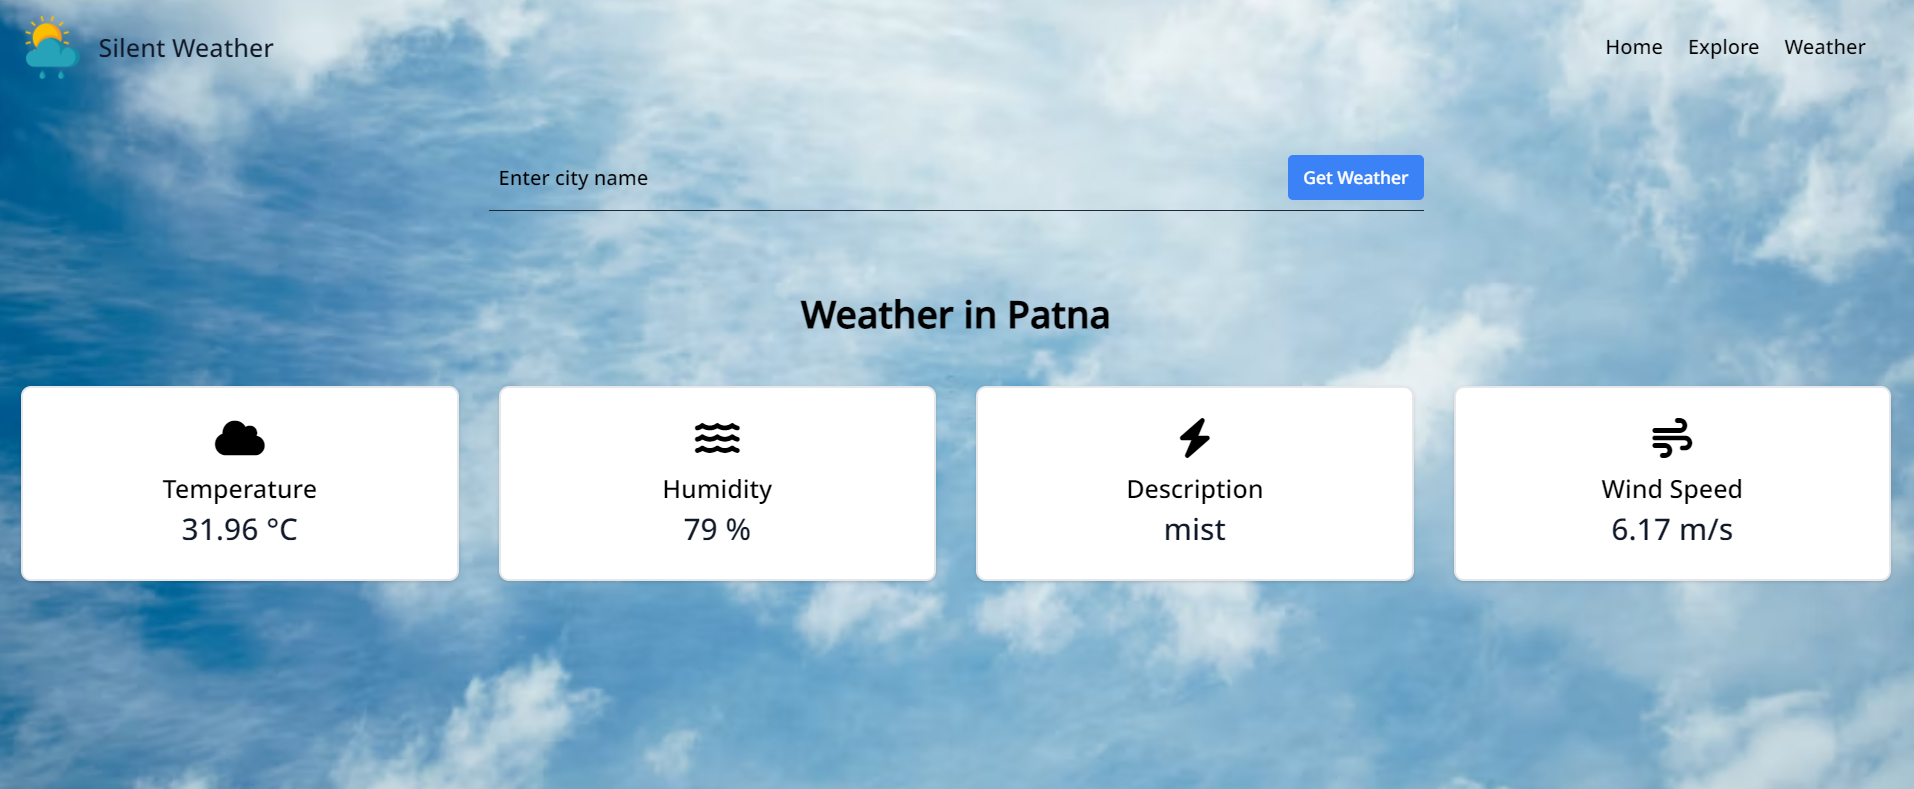 Silent Weather
Home Explore Weather
Enter city name
Get Weather
Weather in Patna
Temperature
31.96 °C
Humidity
79 %
Description
mist
Wind Speed
6.17 m/s